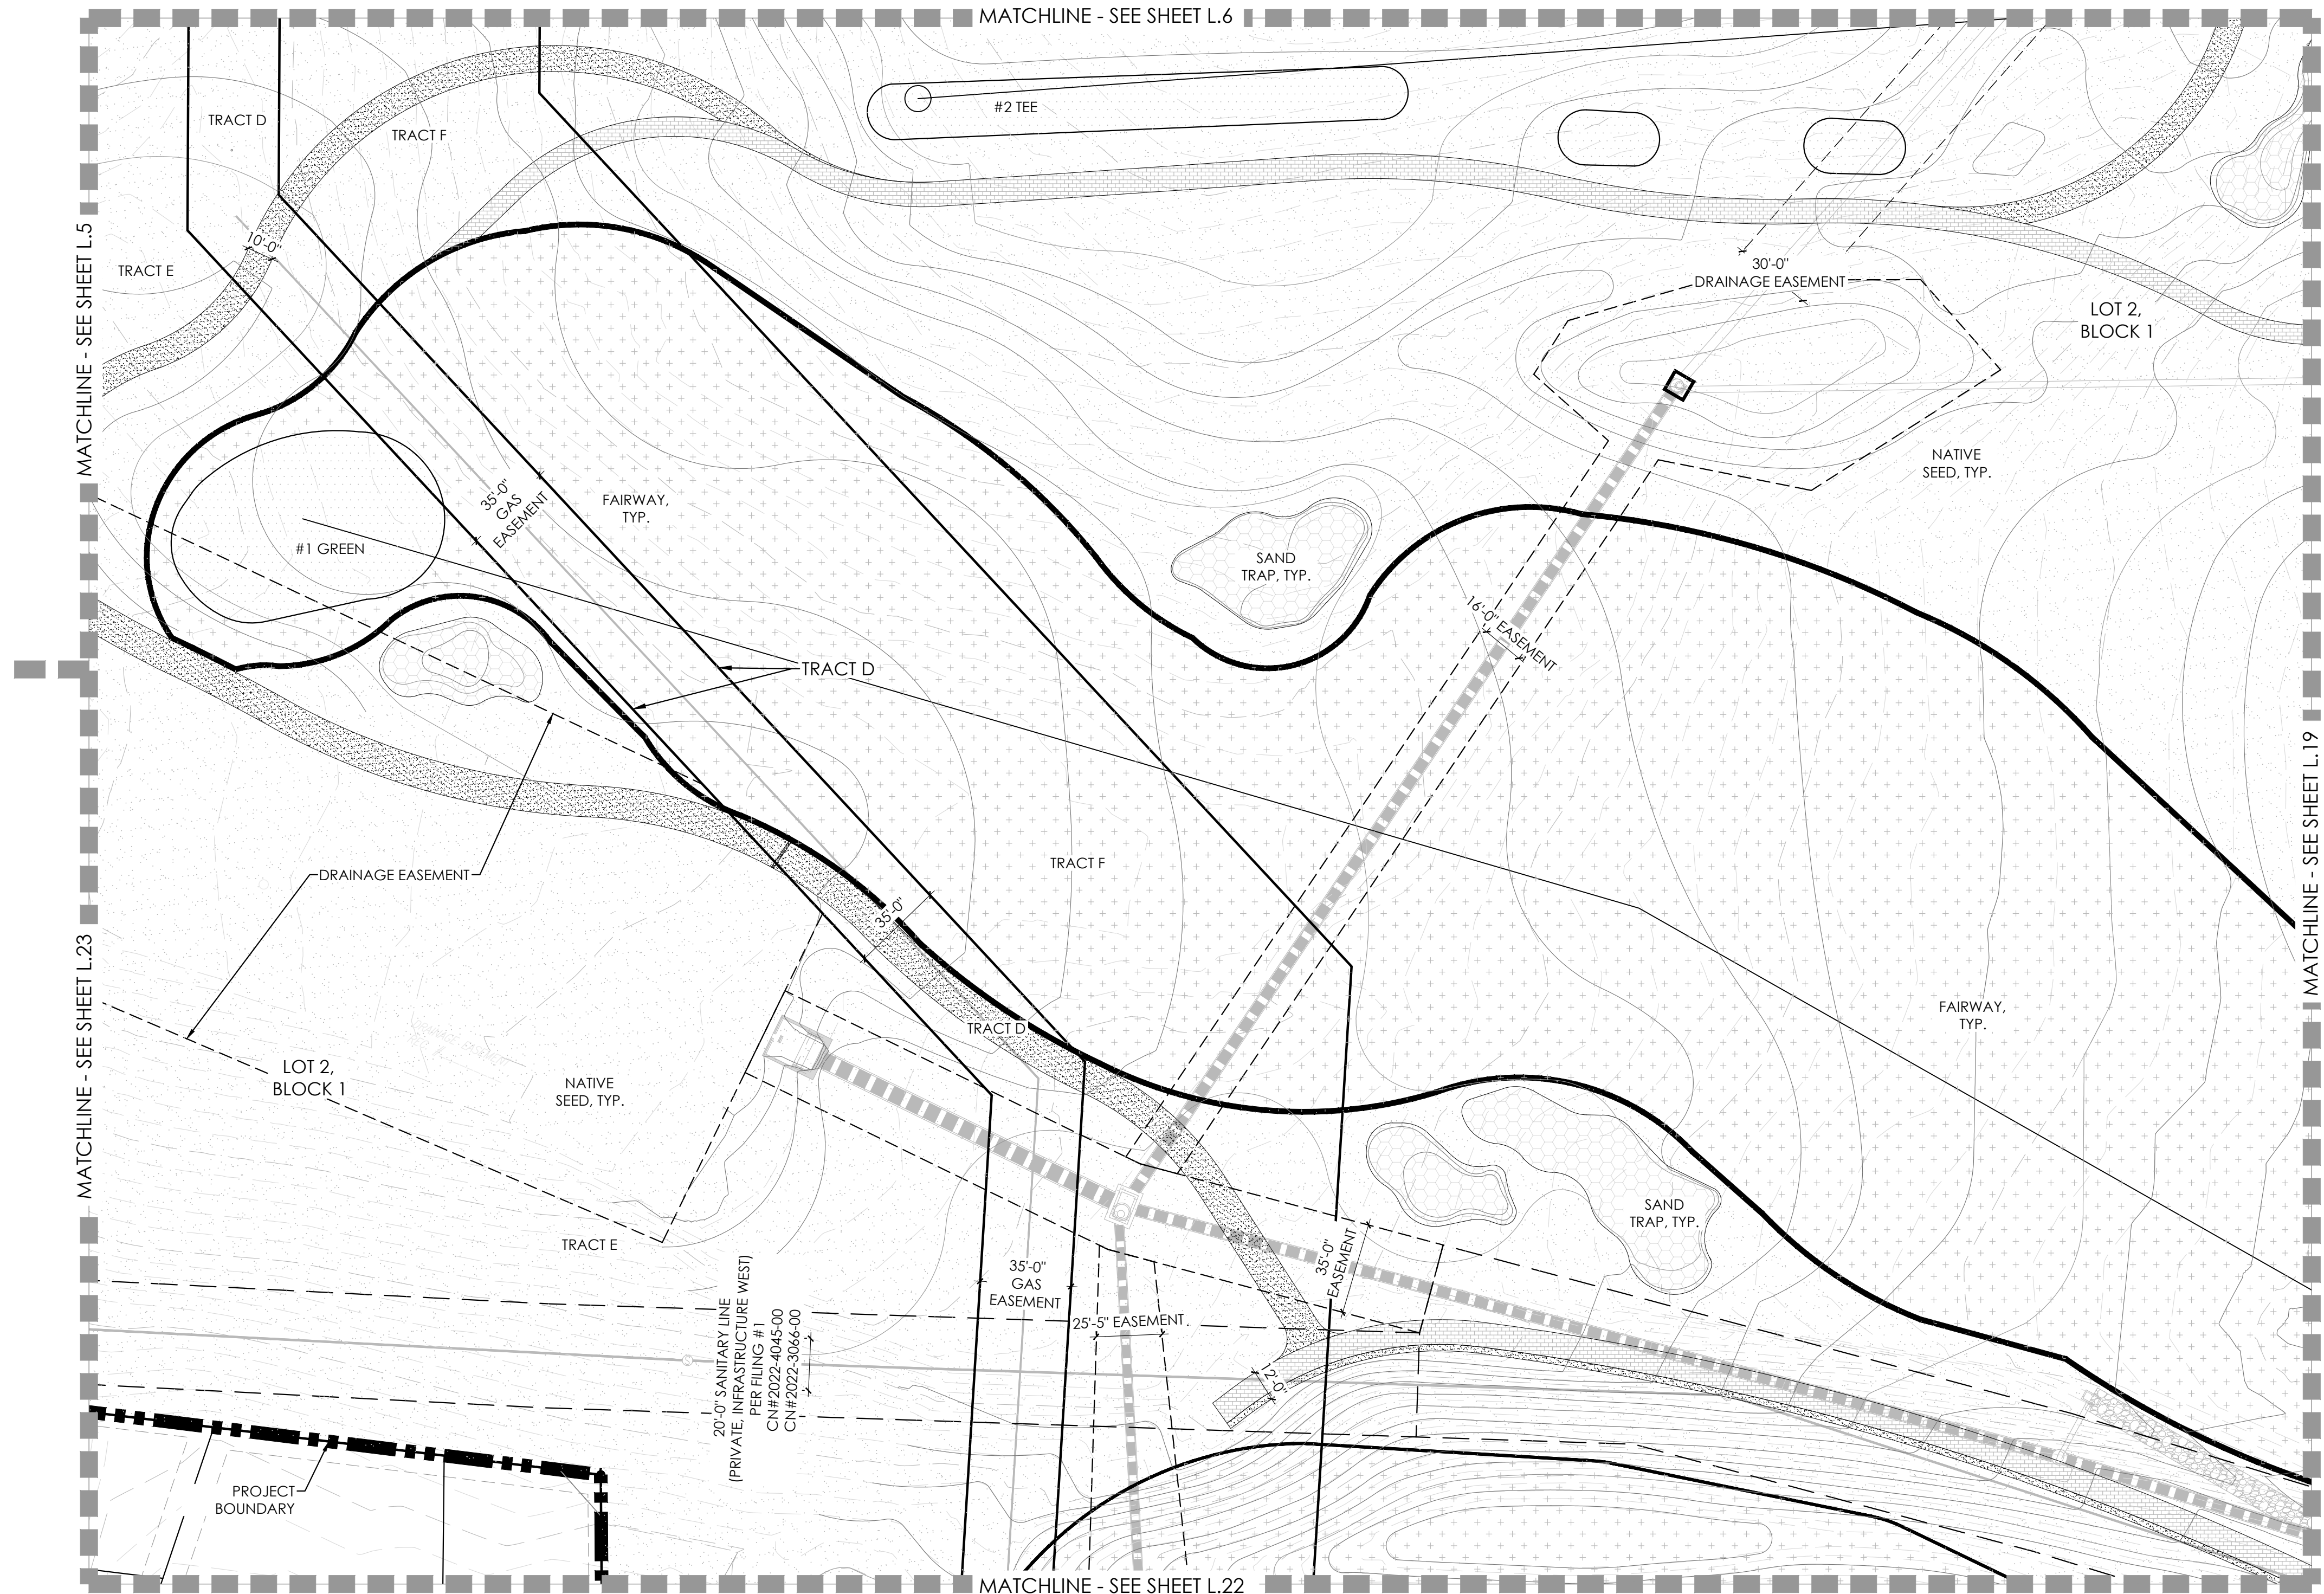 MATCHLINE - SEE SHEET L.6
#2 TEE
TRACT D
TRACT F
10'-0"
TRACT E
MATCHLINE - SEE SHEET L.5
30'-0"
DRAINAGE EASEMENT
LOT 2,
BLOCK 1
NATIVE
SEED, TYP.
35'-0"
GAS
EASEMENT
FAIRWAY,
TYP.
#1 GREEN
SAND
TRAP, TYP.
16'-0" EASEMENT
TRACT D
MATCHLINE - SEE SHEET L.19
TRACT F
DRAINAGE EASEMENT
35'-0"
MATCHLINE - SEE SHEET L.23
TRACT D
FAIRWAY,
TYP.
LOT 2,
BLOCK 1
NATIVE
SEED, TYP.
SAND
TRAP, TYP.
TRACT E
35'-0"
GAS
EASEMENT
35'-0"
EASEMENT
25'-5" EASEMENT
20'-0" SANITARY LINE
(PRIVATE, INFRASTRUCTURE WEST)
PER FILING #1
CN#2022-4045-00
CN#2022-3066-00
2'-0"
PROJECT
BOUNDARY
MATCHLINE - SEE SHEET L.22